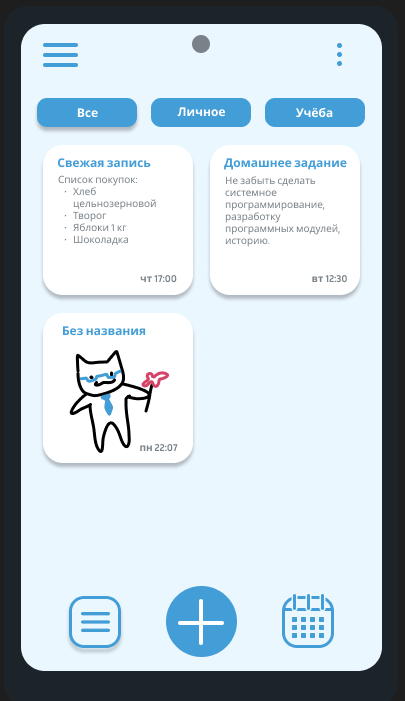 Все
Личное
Учёба
Свежая запись
Список покупок:
· Хлеб
цельнозерновой
· Творог
· Яблоки 1 кг
· Шоколадка
чт 17:00
Домашнее задание
Не забыть сделать
системное
программирование,
разработку
программных модулей,
историю.
вт 12:30
Без названия
пн 22:07